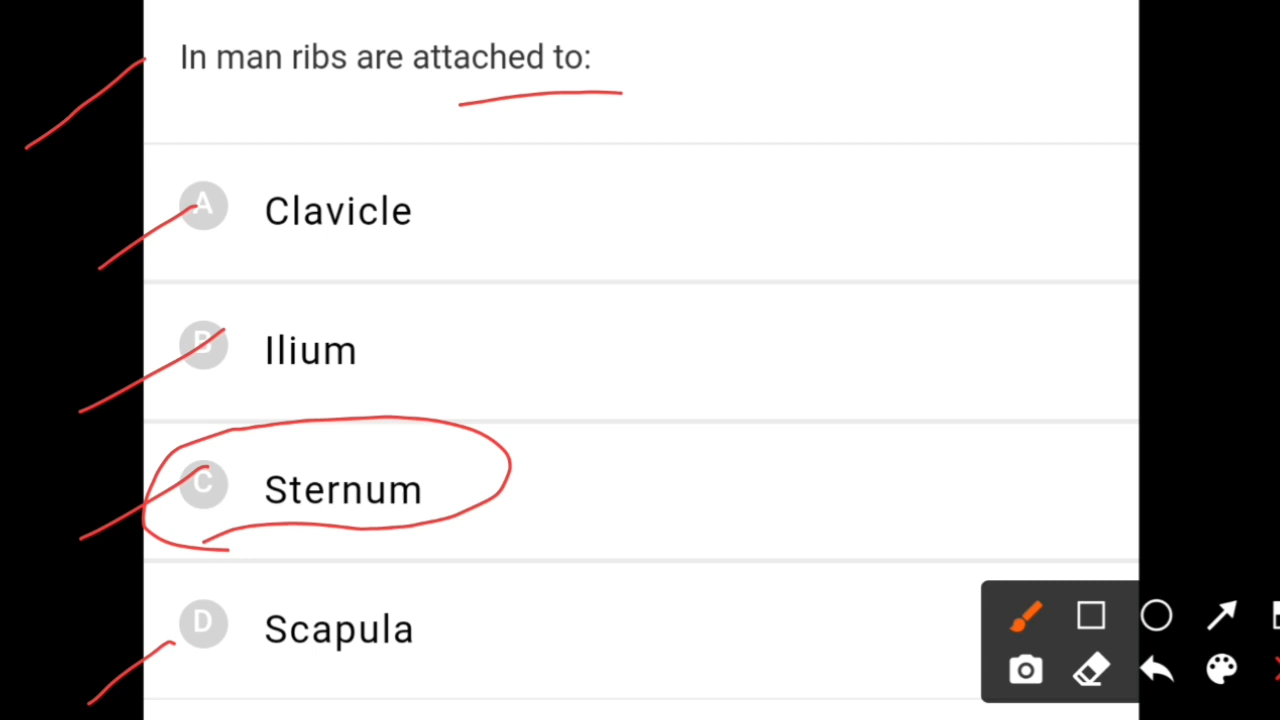 In man ribs are attached to:
A Clavicle
B Ilium
C Sternum
D Scapula